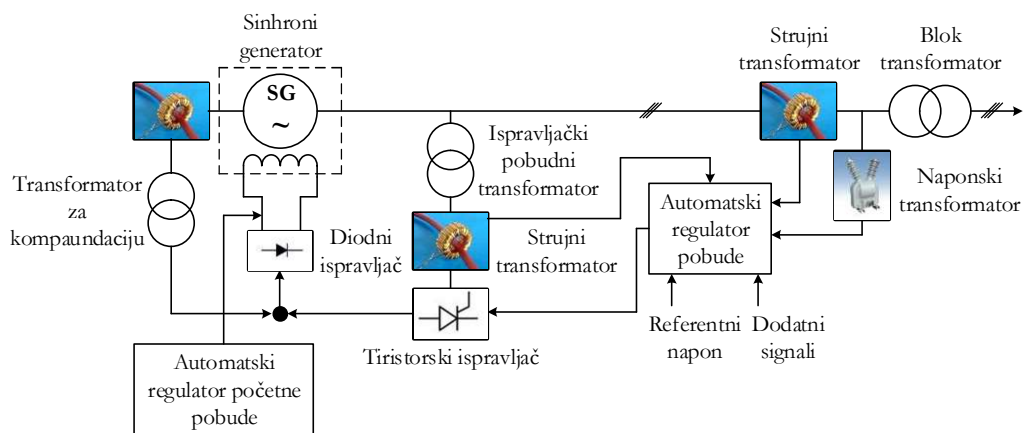 Sinhroni
generator
SG
~
Strujni
transformator
Blok
transformator
Transformator
za
kompaundaciju
Ispravljački
pobudni
transformator
Automatski
regulator
pobude
Naponski
transformator
Diodni
ispravljač
Strujni
transformator
Referentni
napon
Dodatni
signali
Tiristorski ispravljač
Automatski
regulator početne
pobude